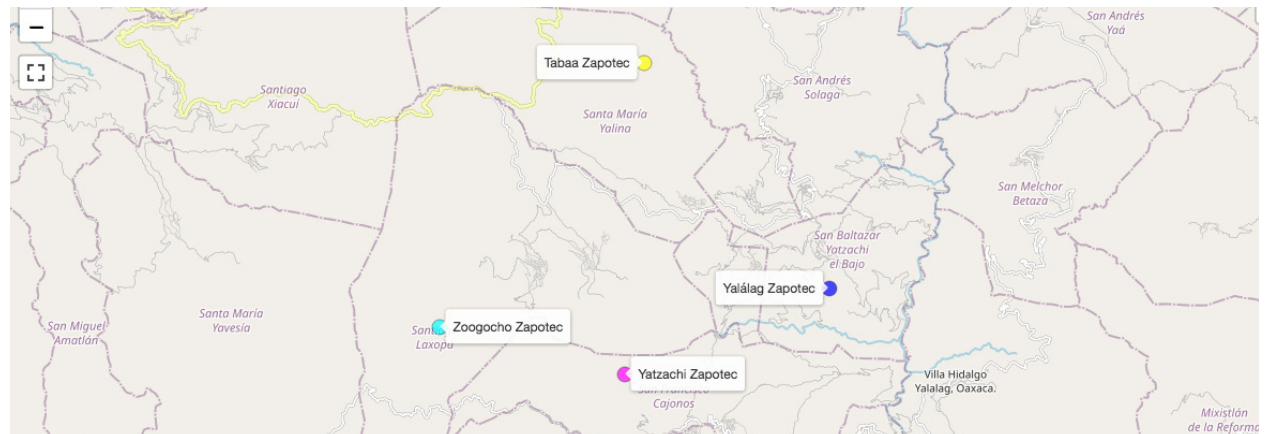 −
San Andrés
Yaá
Tabaa Zapotec
San Andrés
Solaga
Santiago
Xiacuí
Santa María
Yalina
San Melchor
Betaza
San Baltazar
Yatzachi
el Bajo
Yalálag Zapotec
Santa María
Yavesía
San Miguel
Amatlán
Zoogocho Zapotec
Laxopa
Yatzachi Zapotec
Cajonos
Villa Hidalgo
Yalalag, Oaxaca.
Mixistlán
de la Reforma